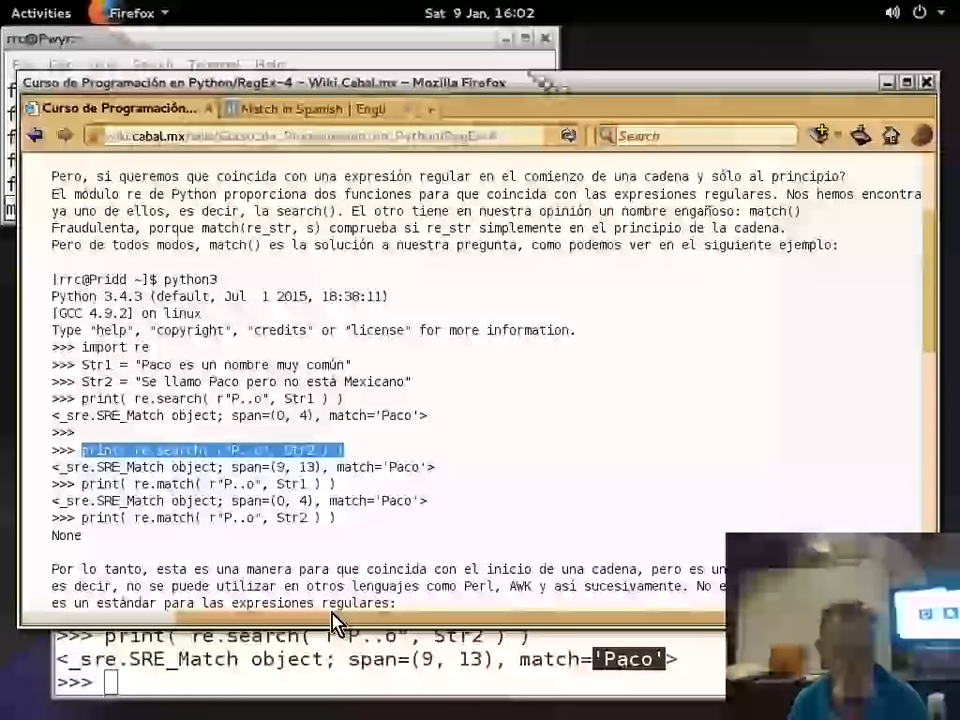 Activities Firefox Sat 9 Jan, 16:02
rrc@Pwyr
Curso de Programación en Python/RegEx-4 - Wiki.Cabal.mx - Mozilla Firefox
Curso de Programación... Match in Spanish | Engli
wiki.cabal.mx Search
Pero, si queremos que coincida con una expresión regular en el comienzo de una cadena y sólo al principio?
El módulo re de Python proporciona dos funciones para que coincida con las expresiones regulares. Nos hemos encontra
ya uno de ellos, es decir, la search(). El otro tiene en nuestra opinión un nombre engañoso: match()
Fraudulenta, porque match(re_str, s) comprueba si re_str simplemente en el principio de la cadena.
Pero de todos modos, match() es la solución a nuestra pregunta, como podemos ver en el siguiente ejemplo:
[rrc@Pridd ~]$ python3
Python 3.4.3 (default, Jul  1 2015, 18:38:11)
[GCC 4.9.2] on linux
Type "help", "copyright", "credits" or "license" for more information.
>>> import re
>>> Str1 = "Paco es un nombre muy común"
>>> Str2 = "Se llamo Paco pero no está Mexicano"
>>> print( re.search( r"P..o", Str1 ) )
<_sre.SRE_Match object; span=(0, 4), match='Paco'>
>>>
>>> print( re.search( r"P..o", Str2 ) )
<_sre.SRE_Match object; span=(9, 13), match='Paco'>
>>> print( re.match( r"P..o", Str1 ) )
<_sre.SRE_Match object; span=(0, 4), match='Paco'>
>>> print( re.match( r"P..o", Str2 ) )
None
Por lo tanto, esta es una manera para que coincida con el inicio de una cadena, pero es un
es decir, no se puede utilizar en otros lenguajes como Perl, AWK y así sucesivamente. No e
es un estándar para las expresiones regulares:
>>> print( re.search( r"P..o", Str2 ) )
<_sre.SRE_Match object; span=(9, 13), match='Paco'>
>>>